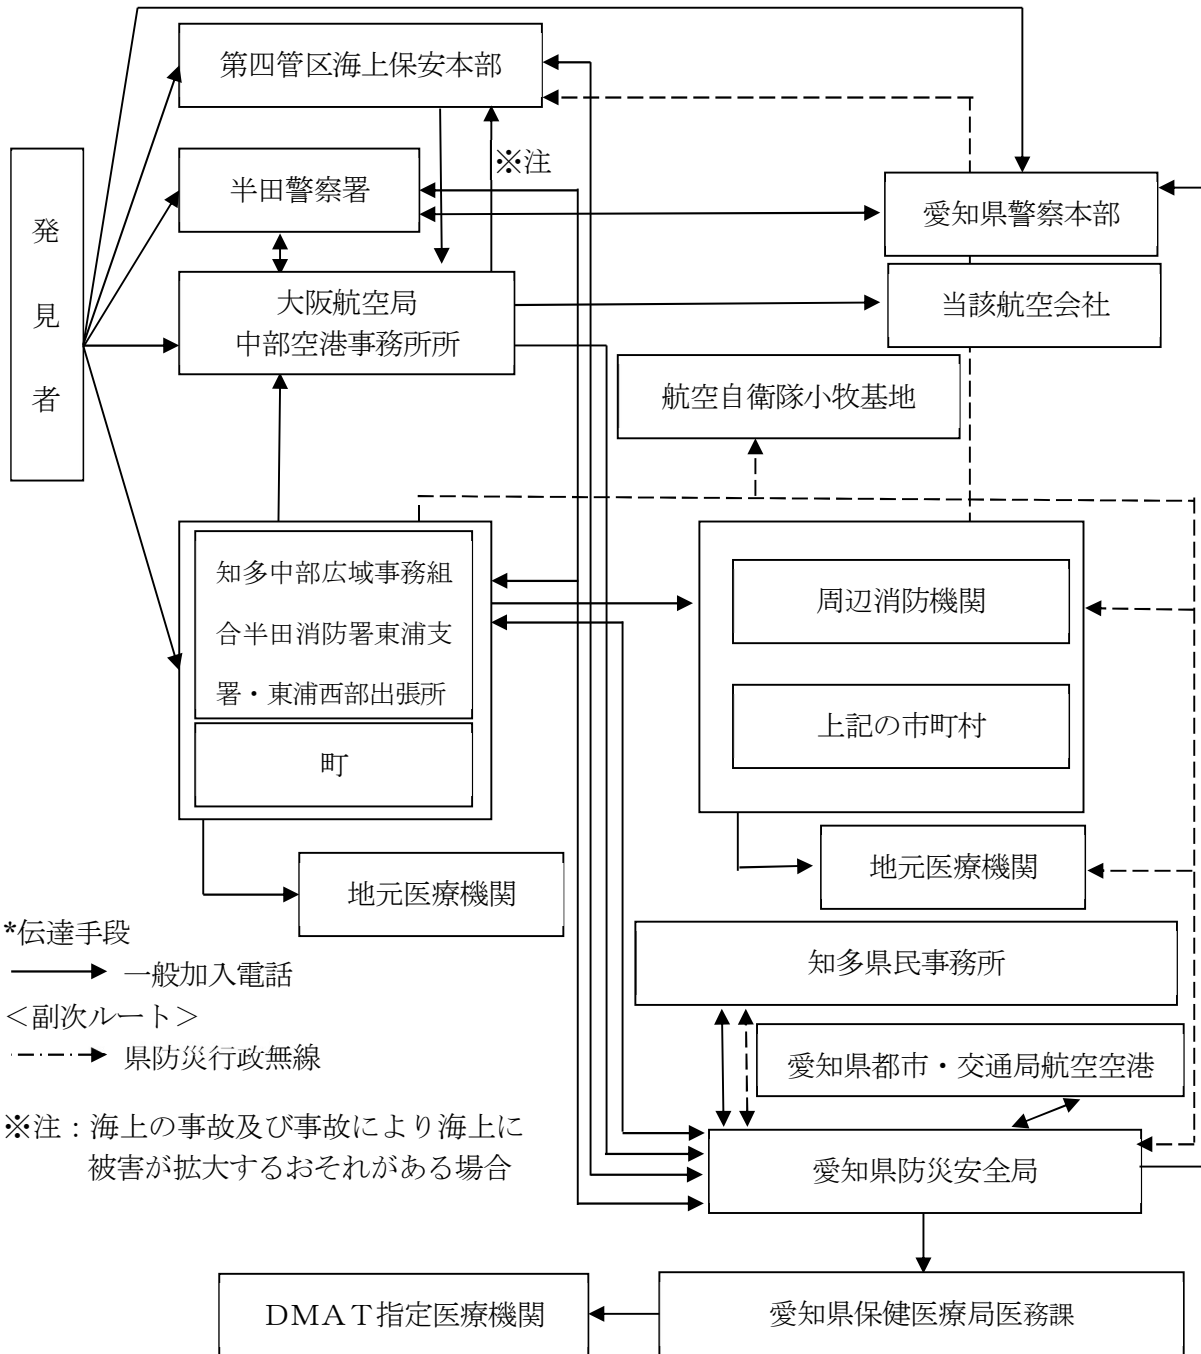 第四管区海上保安本部
※注
発
見
者
半田警察署
愛知県警察本部
大阪航空局
中部空港事務所所
当該航空会社
航空自衛隊小牧基地
知多中部広域事務組
合半田消防署東浦支
署・東浦西部出張所
町
周辺消防機関
上記の市町村
地元医療機関
地元医療機関
*伝達手段
一般加入電話
＜副次ルート＞
県防災行政無線
※注：海上の事故及び事故により海上に
被害が拡大するおそれがある場合
知多県民事務所
愛知県都市・交通局航空空港
愛知県防災安全局
DMAT指定医療機関
愛知県保健医療局医務課